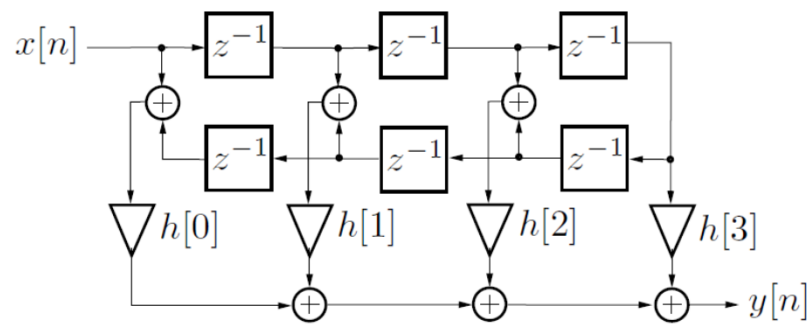 x[n] z⁻¹ z⁻¹ z⁻¹
+ + +
z⁻¹ z⁻¹ z⁻¹
h[0] h[1] h[2] h[3]
+ + + y[n]